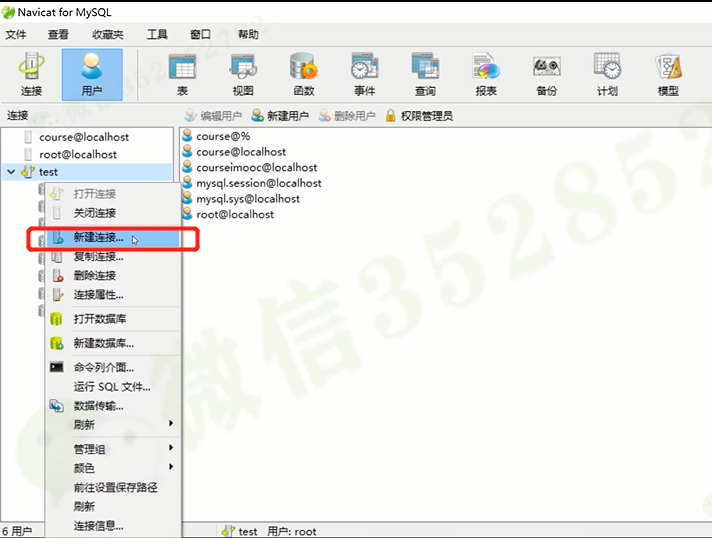 Navicat for MySQL
文件 查看 收藏夹 工具 窗口 帮助
连接 用户 表 视图 函数 事件 查询 报表 备份 计划 模型
连接 编辑用户 新建用户 删除用户 权限管理员
course@localhost
root@localhost
test
course@%
course@localhost
courseimooc@localhost
mysql.session@localhost
mysql.sys@localhost
root@localhost
打开连接
关闭连接
新建连接...
复制连接...
删除连接
连接属性...
打开数据库
新建数据库...
命令列介面...
运行 SQL 文件...
数据传输...
刷新
管理组
颜色
前往设置保存路径
刷新
连接信息...
6 用户 test 用户: root
微信352852